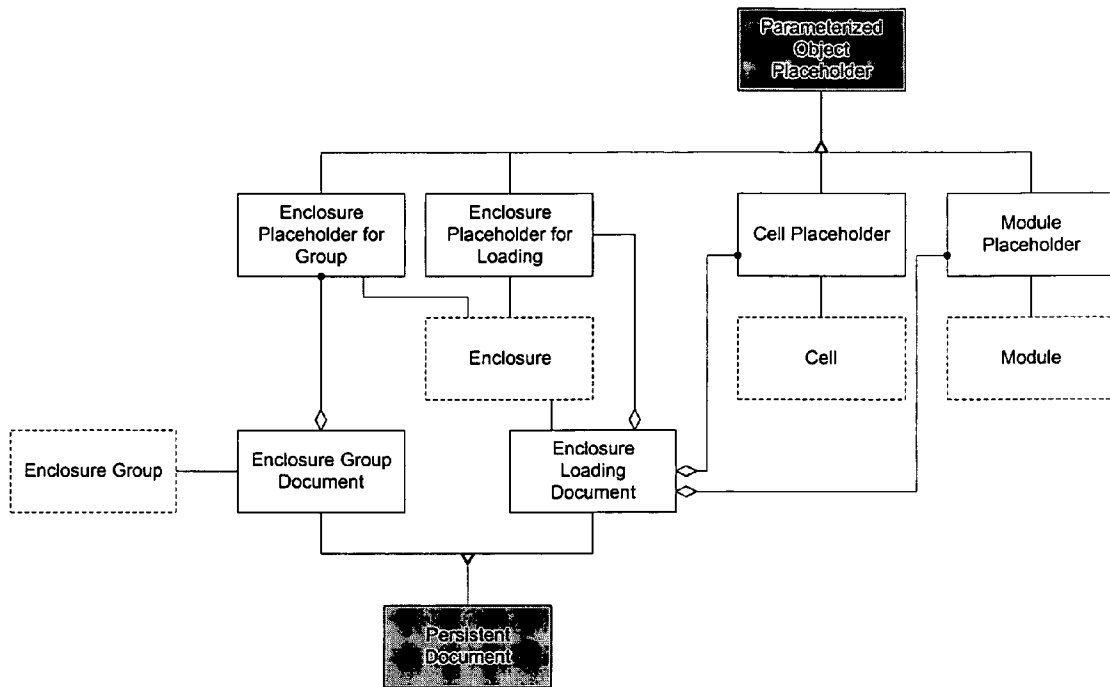 Parameterized
Object
Placeholder
Enclosure
Placeholder for
Group
Enclosure
Placeholder for
Loading
Cell Placeholder
Module
Placeholder
Enclosure
Cell
Module
Enclosure Group
Enclosure Group
Document
Enclosure
Loading
Document
Persistent
Document